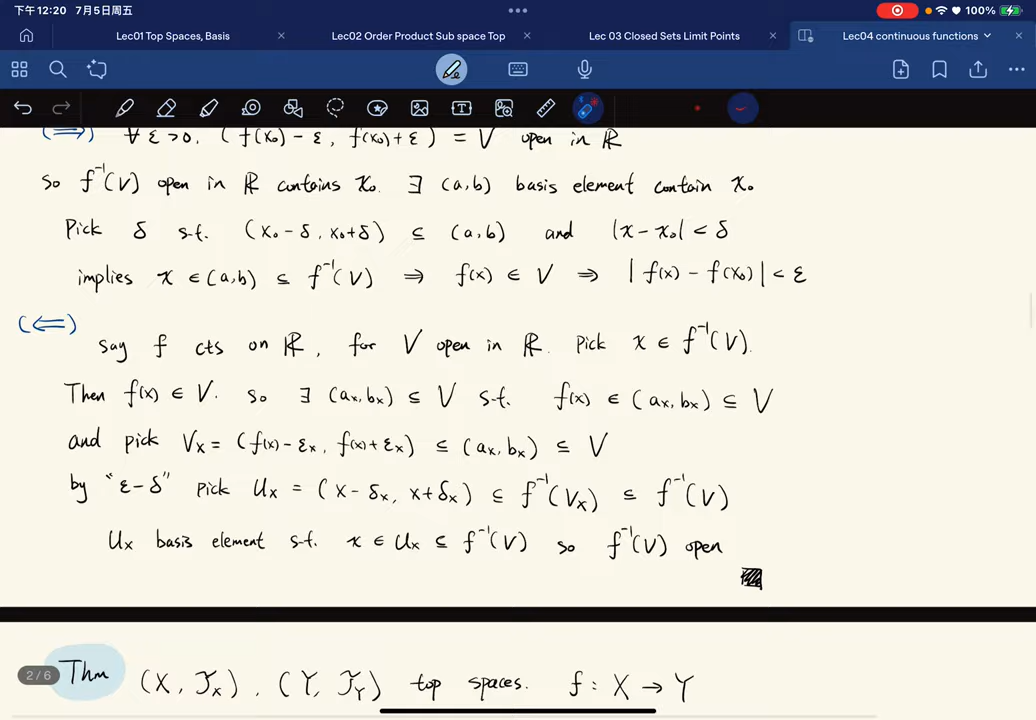 下午12:20 7月5日周五
100%
Lec01 Top Spaces, Basis
Lec02 Order Product Sub space Top
Lec 03 Closed Sets Limit Points
Lec04 continuous functions
(⟹) ∀ ε>0. ( f(x₀) - ε, f(x₀)+ε ) = V open in ℝ
So f⁻¹(V) open in ℝ contains x₀. ∃ (a,b) basis element contain x₀
Pick δ s.t. (x₀-δ, x₀+δ) ⊆ (a,b) and |x-x₀|<δ
implies x ∈ (a,b) ⊆ f⁻¹(V) ⟹ f(x) ∈ V ⟹ | f(x) - f(x₀)| < ε
(⟸)
Say f cts on ℝ, for V open in ℝ. Pick x ∈ f⁻¹(V).
Then f(x) ∈ V. so ∃ (aₓ,bₓ) ⊆ V s.t. f(x) ∈ (aₓ,bₓ) ⊆ V
and pick Vₓ = (f(x)-εₓ, f(x)+εₓ) ⊆ (aₓ,bₓ) ⊆ V
by "ε-δ" pick Uₓ = (x-δₓ, x+δₓ) ⊆ f⁻¹(Vₓ) ⊆ f⁻¹(V)
Uₓ basis element s.t. x ∈ Uₓ ⊆ f⁻¹(V) so f⁻¹(V) open
2/6
Thm (X, 𝒯ₓ), (Y, 𝒯_Y) top spaces. f : X → Y